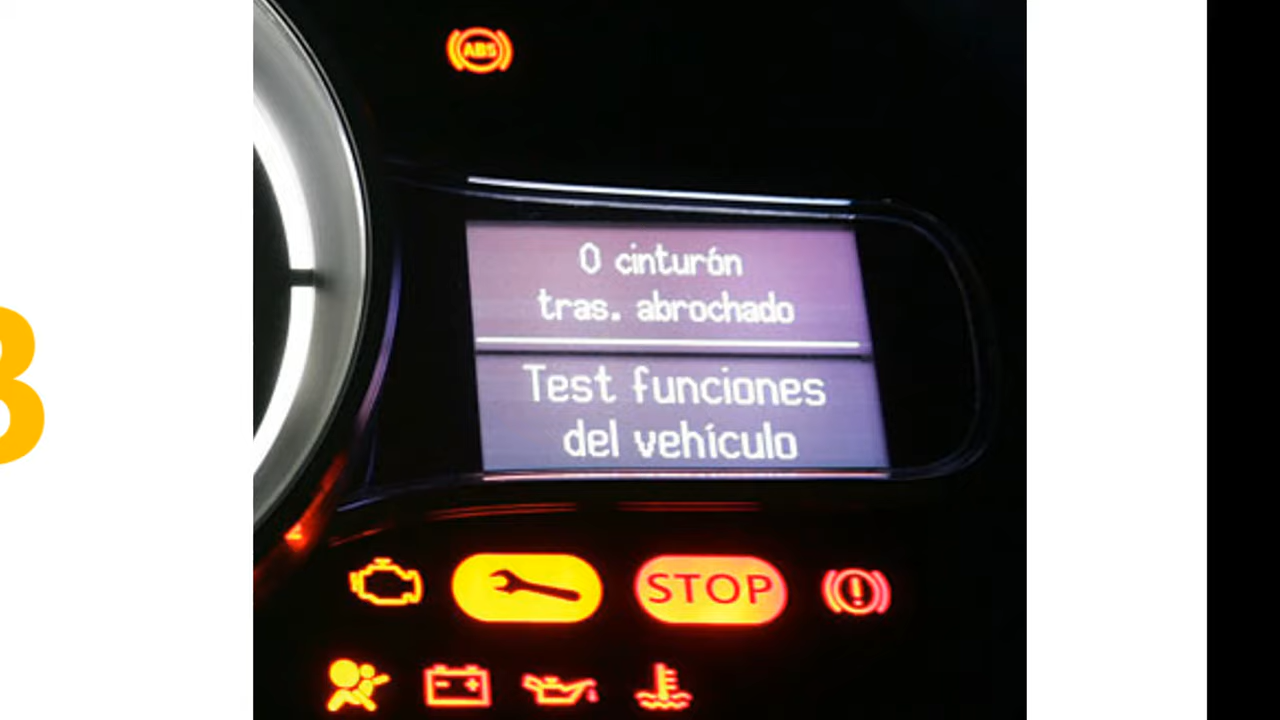 ABS
0 cinturón
tras. abrochado
Test funciones
del vehículo
STOP